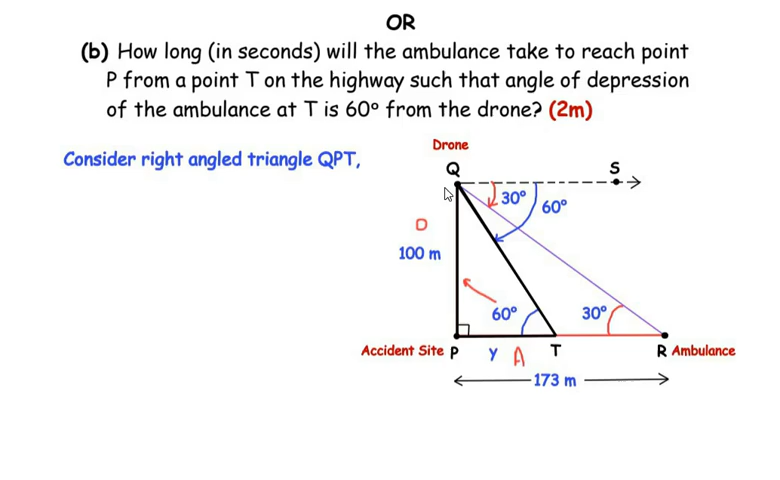 OR
(b) How long (in seconds) will the ambulance take to reach point
P from a point T on the highway such that angle of depression
of the ambulance at T is 60° from the drone? (2m)
Consider right angled triangle QPT,
Drone
Q
S
30°
60°
O
100 m
60°
30°
Accident Site P
Y
A
T
R Ambulance
173 m